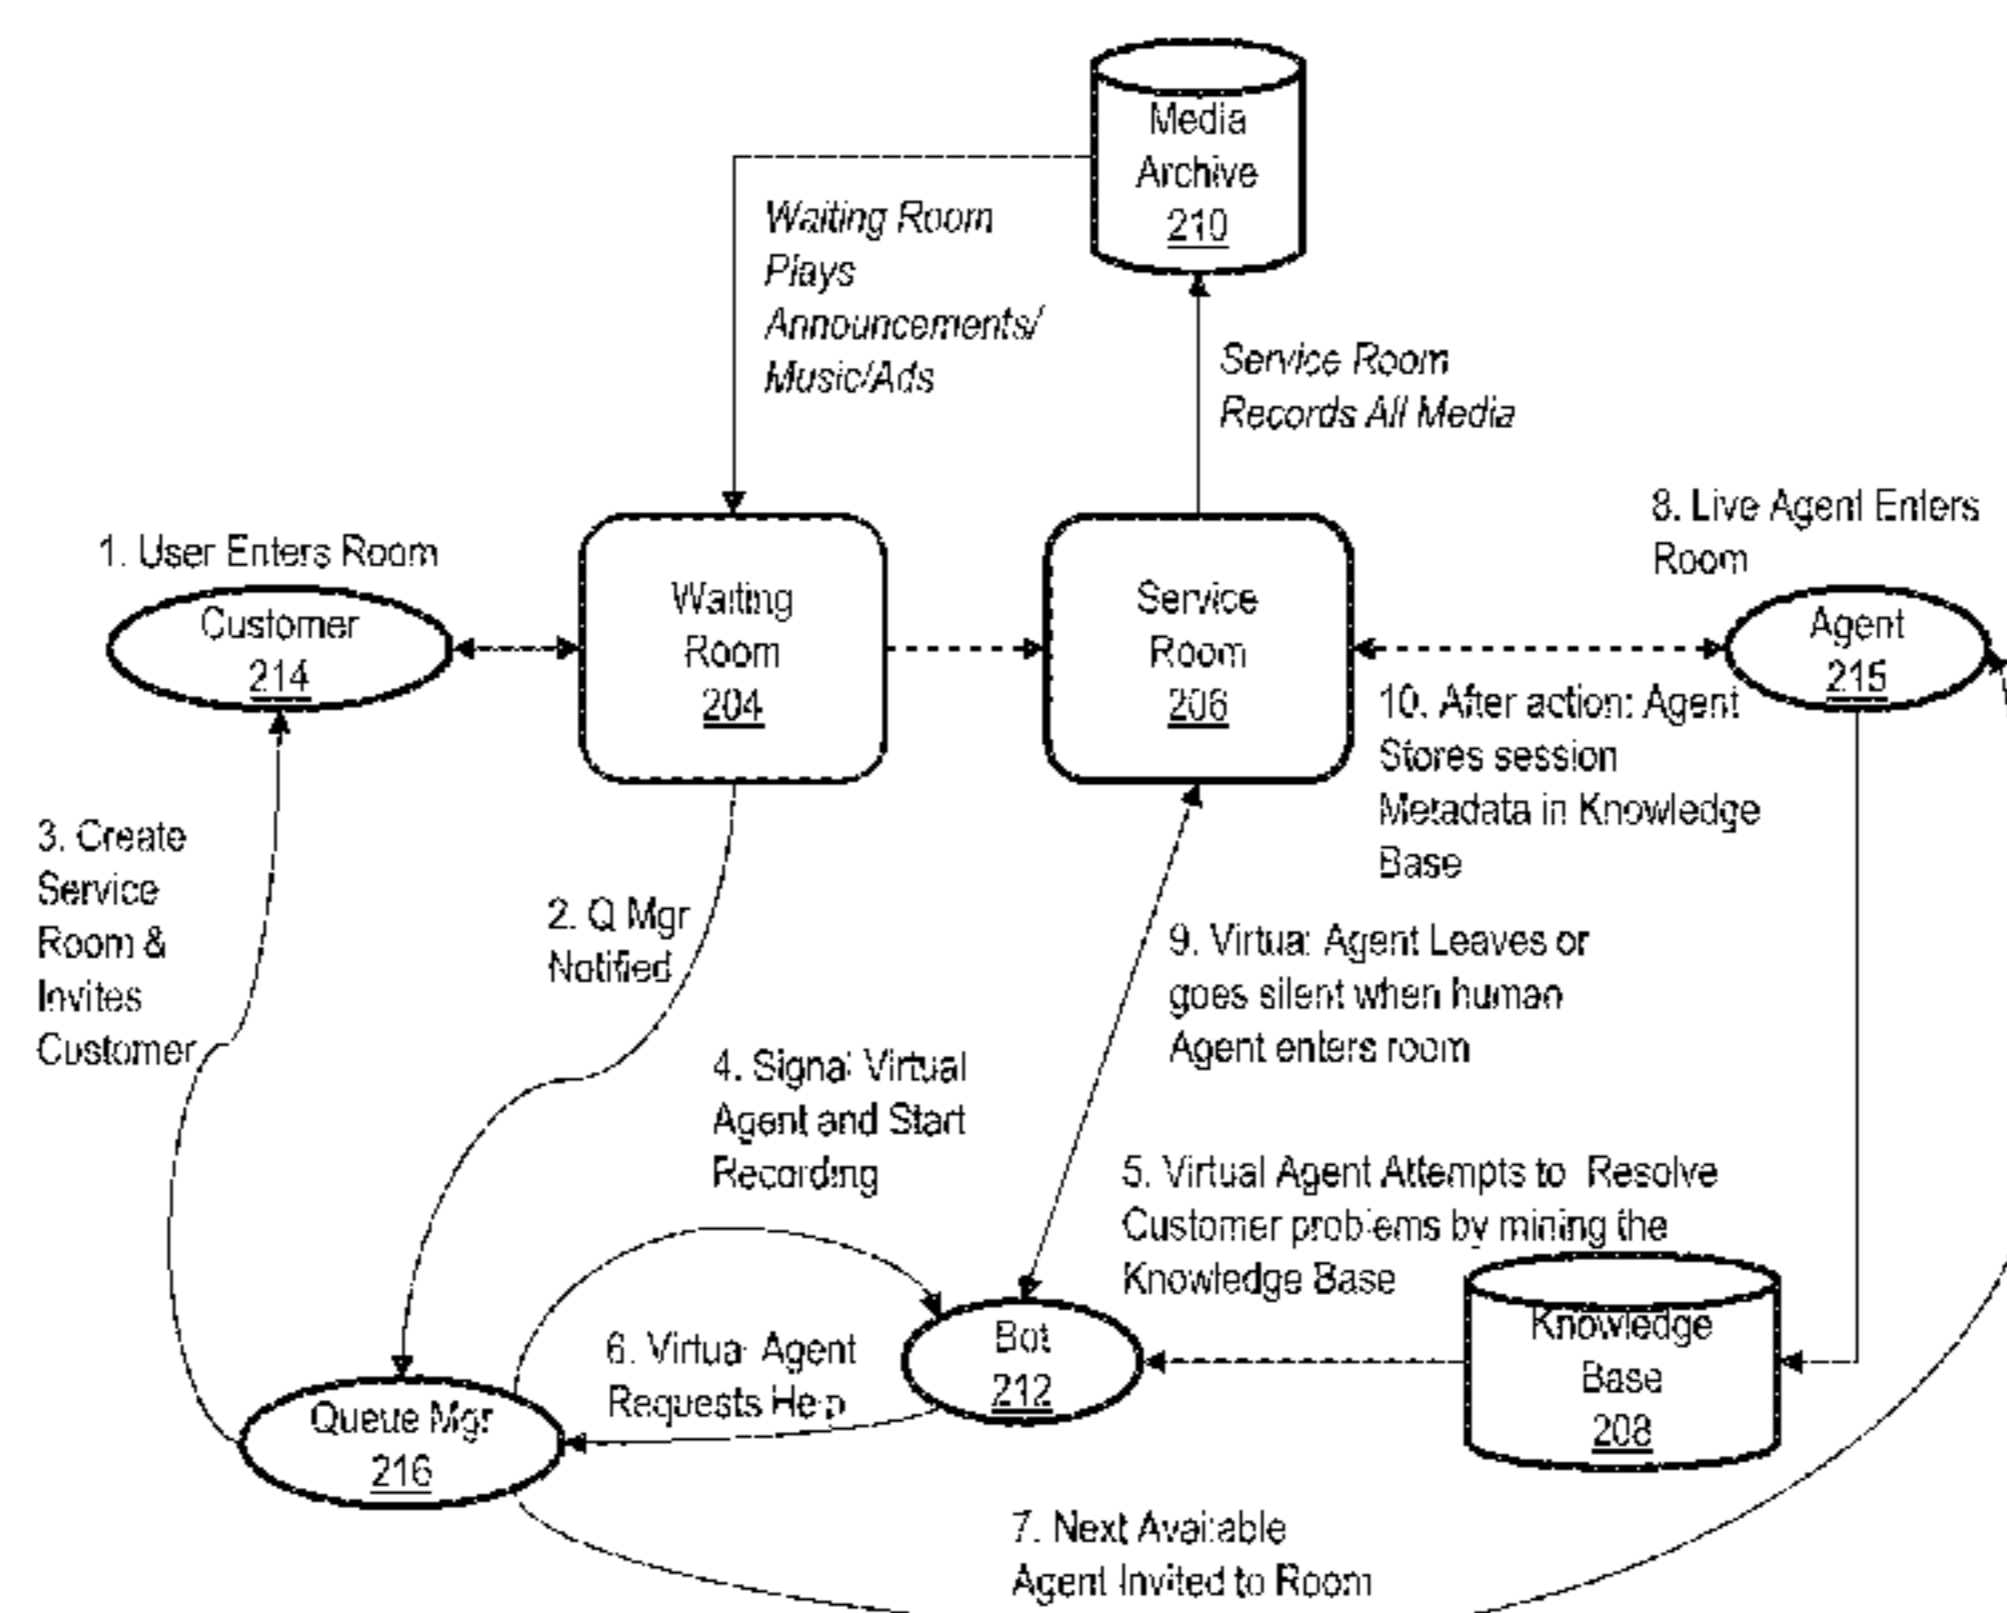 Media
Archive
210
Waiting Room
Plays
Announcements/
Music/Ads
Service Room
Records All Media
8. Live Agent Enters
Room
1. User Enters Room
Customer
214
Waiting
Room
204
Service
Room
206
Agent
215
10. After action: Agent
Stores session
Metadata in Knowledge
Base
3. Create
Service
Room &
Invites
Customer
2. Q Mgr
Notified
9. Virtual Agent Leaves or
goes silent when human
Agent enters room
4. Signal Virtual
Agent and Start
Recording
5. Virtual Agent Attempts to Resolve
Customer problems by mining the
Knowledge Base
6. Virtual Agent
Requests Help
Bot
212
Knowledge
Base
208
Queue Mgr
216
7. Next Available
Agent Invited to Room